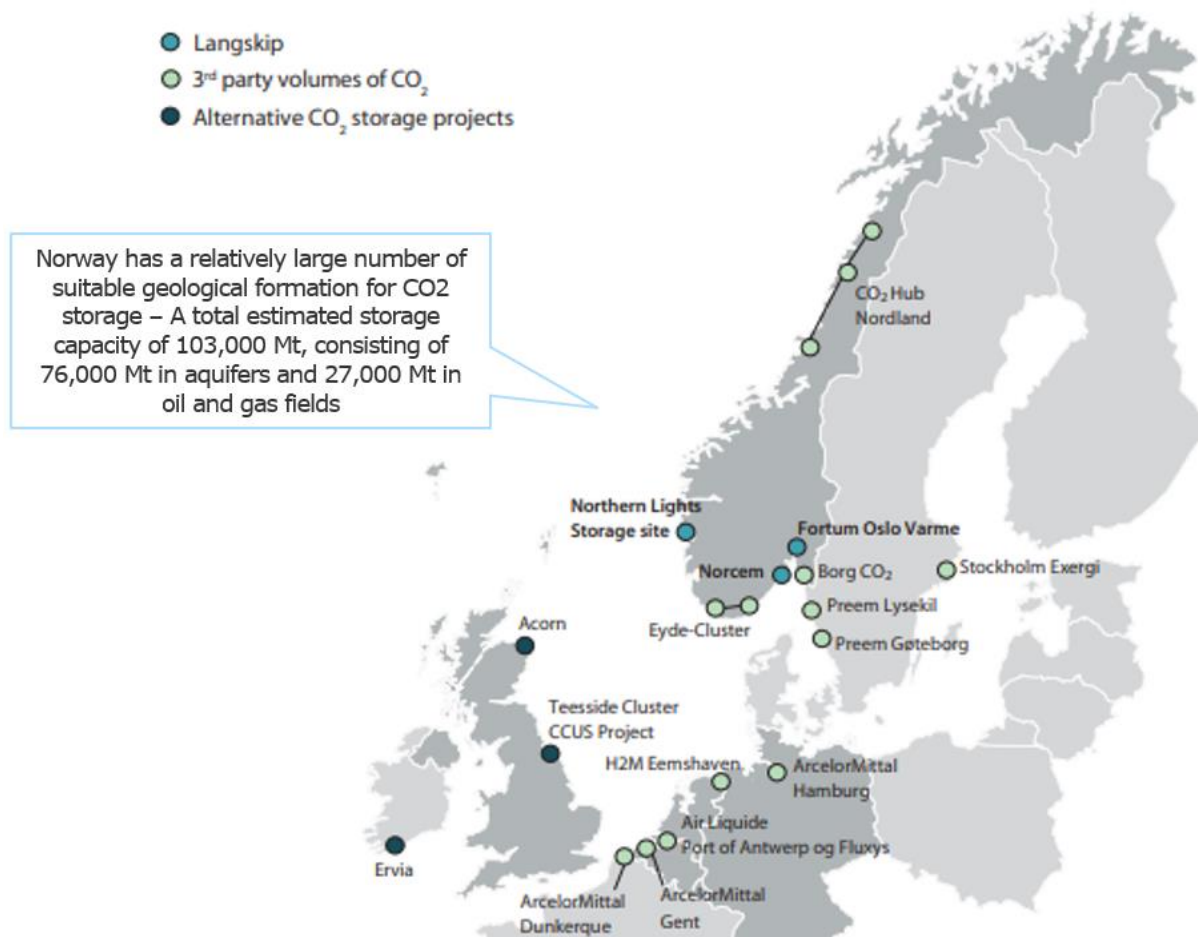 Langskip
3rd party volumes of CO2
Alternative CO2 storage projects
Norway has a relatively large number of
suitable geological formation for CO2
storage – A total estimated storage
capacity of 103,000 Mt, consisting of
76,000 Mt in aquifers and 27,000 Mt in
oil and gas fields
CO2 Hub
Nordland
Northern Lights
Storage site
Fortum Oslo Varme
Norcem
Borg CO2
Stockholm Exergi
Eyde-Cluster
Preem Lysekil
Preem Gøteborg
Acorn
Teesside Cluster
CCUS Project
H2M Eemshaven
ArcelorMittal
Hamburg
Air Liquide
Port of Antwerp og Fluxys
Ervia
ArcelorMittal
Dunkerque
ArcelorMittal
Gent